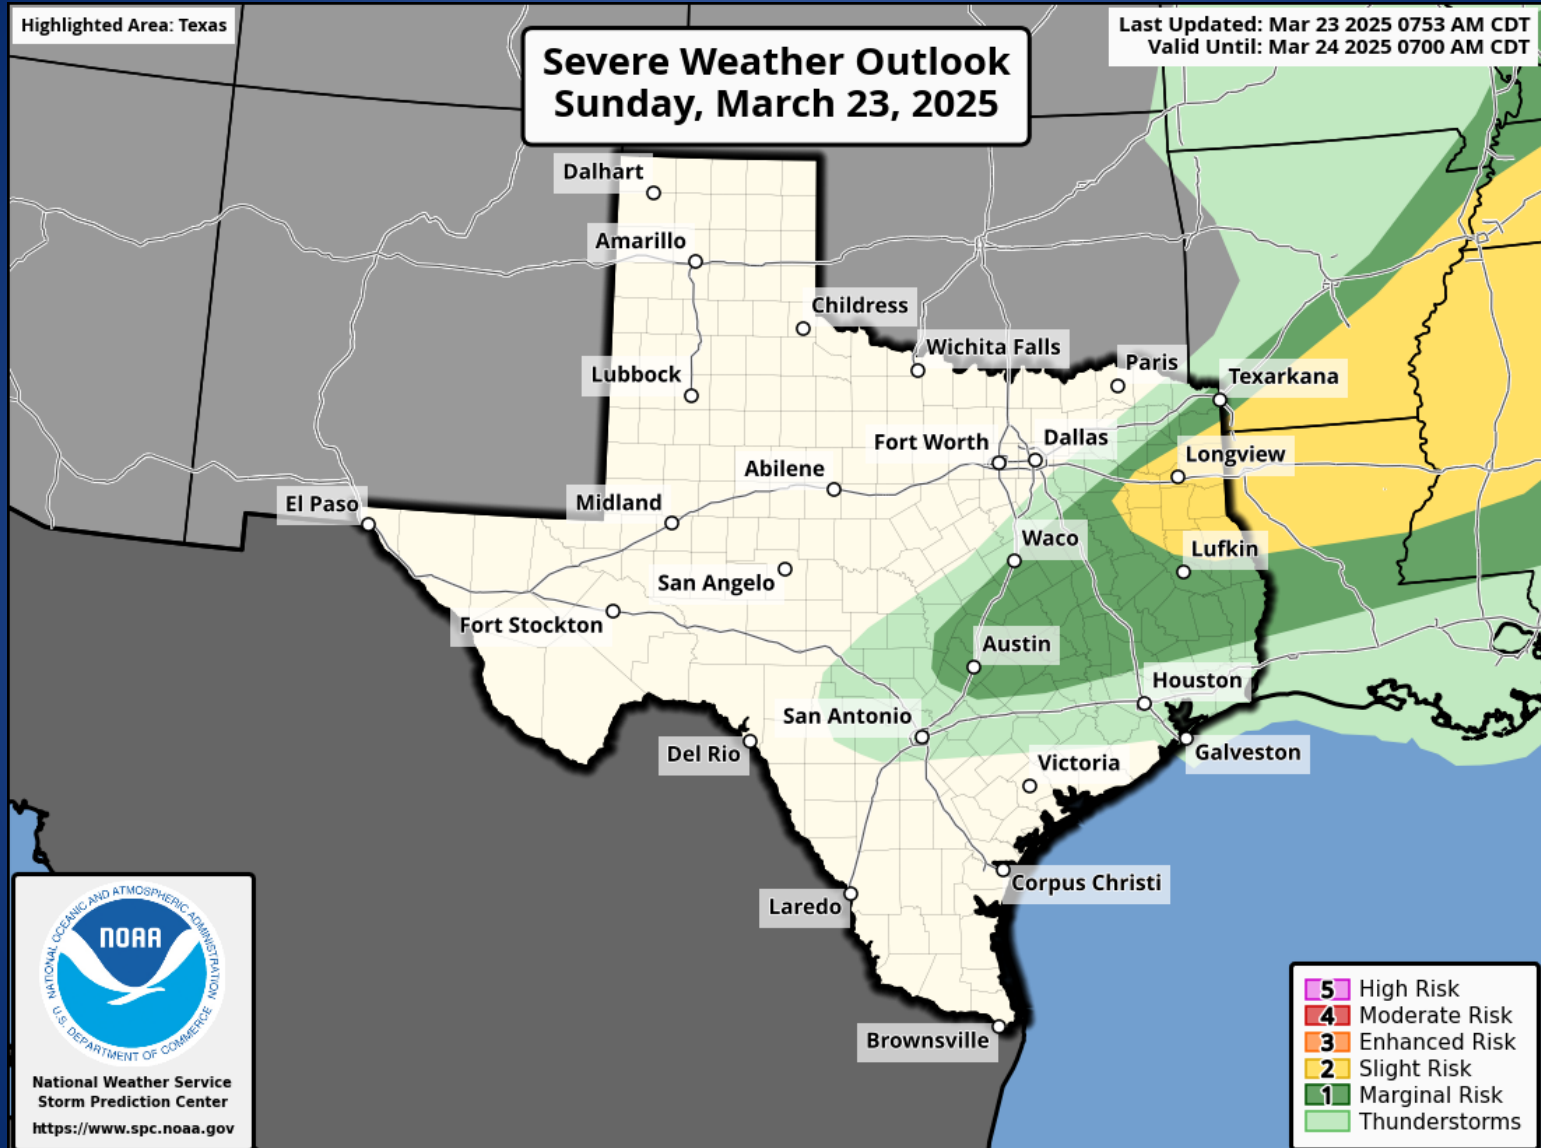 Highlighted Area: Texas
Severe Weather Outlook
Sunday, March 23, 2025
Last Updated: Mar 23 2025 0753 AM CDT
Valid Until: Mar 24 2025 0700 AM CDT
Dalhart
Amarillo
Childress
Wichita Falls
Paris
Texarkana
Lubbock
Fort Worth
Dallas
Longview
Abilene
Midland
El Paso
Waco
Lufkin
San Angelo
Fort Stockton
Austin
Houston
San Antonio
Del Rio
Galveston
Victoria
Corpus Christi
Laredo
Brownsville
NATIONAL OCEANIC AND ATMOSPHERIC ADMINISTRATION
NOAA
U.S. DEPARTMENT OF COMMERCE
National Weather Service
Storm Prediction Center
https://www.spc.noaa.gov
5 High Risk
4 Moderate Risk
3 Enhanced Risk
2 Slight Risk
1 Marginal Risk
Thunderstorms